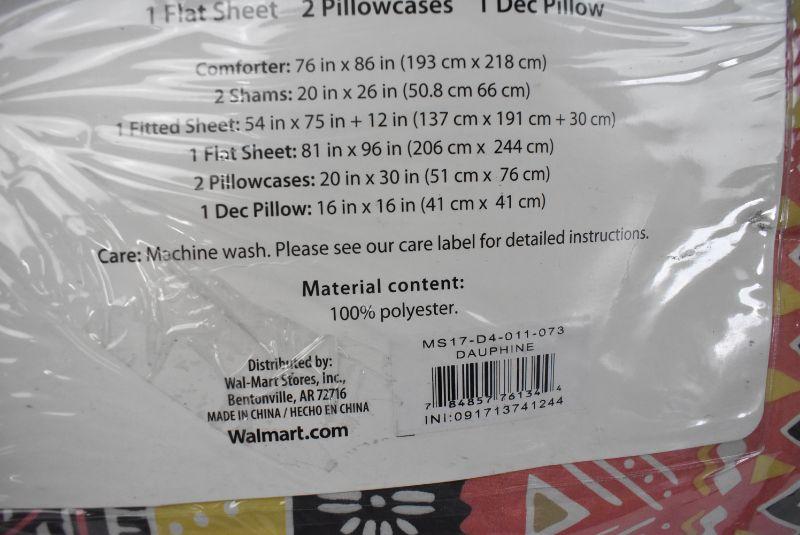 1 Flat Sheet 2 Pillowcases 1 Dec Pillow
Comforter: 76 in x 86 in (193 cm x 218 cm)
2 Shams: 20 in x 26 in (50.8 cm 66 cm)
1 Fitted Sheet: 54 in x 75 in + 12 in (137 cm x 191 cm + 30 cm)
1 Flat Sheet: 81 in x 96 in (206 cm x 244 cm)
2 Pillowcases: 20 in x 30 in (51 cm x 76 cm)
1 Dec Pillow: 16 in x 16 in (41 cm x 41 cm)
Care: Machine wash. Please see our care label for detailed instructions.
Material content:
100% polyester.
Distributed by:
Wal-Mart Stores, Inc.,
Bentonville, AR 72716
MADE IN CHINA / HECHO EN CHINA
Walmart.com
MS17-D4-011-073
DAUPHINE
7 84857 76134 4
INI:091713741244